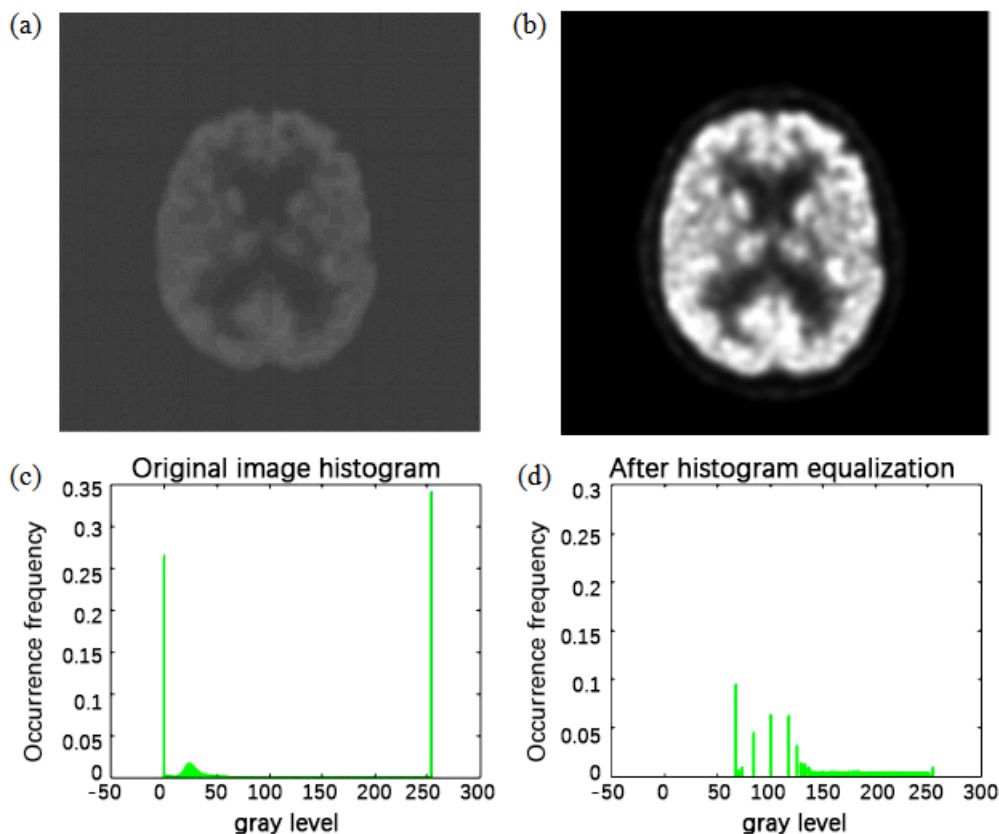 (a)
(b)
(c)
Original image histogram
0.35
0.3
0.25
0.2
0.15
0.1
0.05
0
Occurrence frequency
-50 0 50 100 150 200 250 300
gray level
(d)
After histogram equalization
0.3
0.25
0.2
0.15
0.1
0.05
0
Occurrence frequency
-50 0 50 100 150 200 250 300
gray level